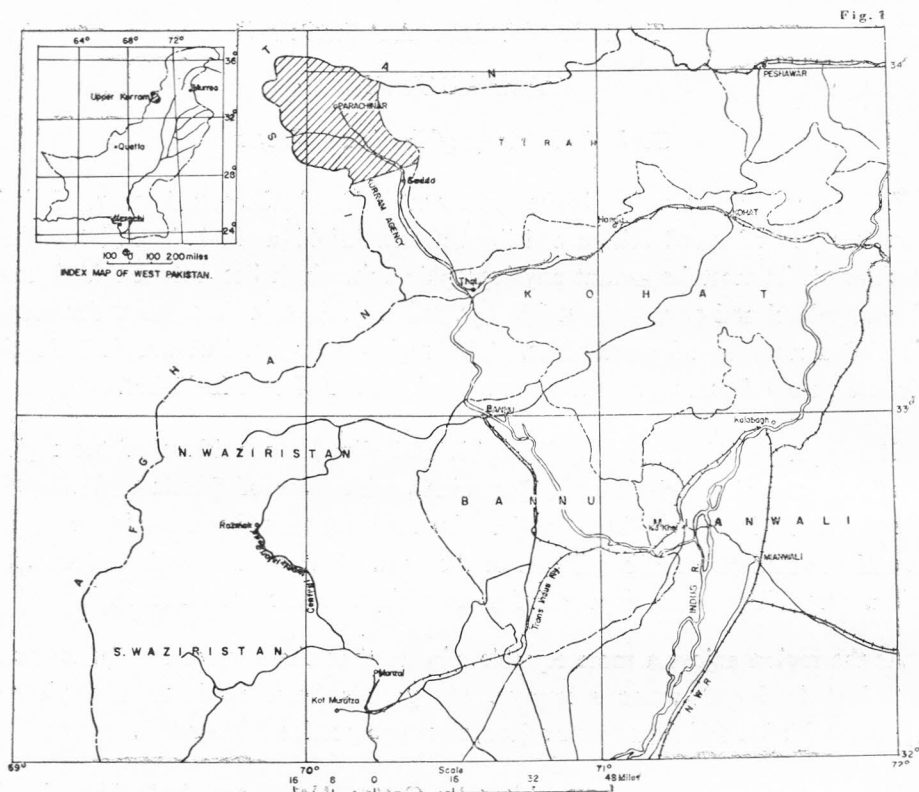 Fig. 1
64° 68° 72°
36°
32°
28
24°
Upper Kurram
Murree
Quetta
Karachi
100 0 100 200 miles
INDEX MAP OF WEST PAKISTAN.
AFGHANISTAN
34°
PESHAWAR
PARACHINAR
TIRAH
Sadda
KURRAM AGENCY
Hangu
KOHAT
Thal
KOHAT
33°
BANNU
Kalabagh
N. WAZIRISTAN
BANNU
MIANWALI
Razmak
MIANWALI
Central
Trans Indus Rly.
INDUS R.
N.W.R
S. WAZIRISTAN
Manzai
Kot Murtaza
32°
69° 70° 71° 72°
Scale
16 8 0 16 32 48 Miles